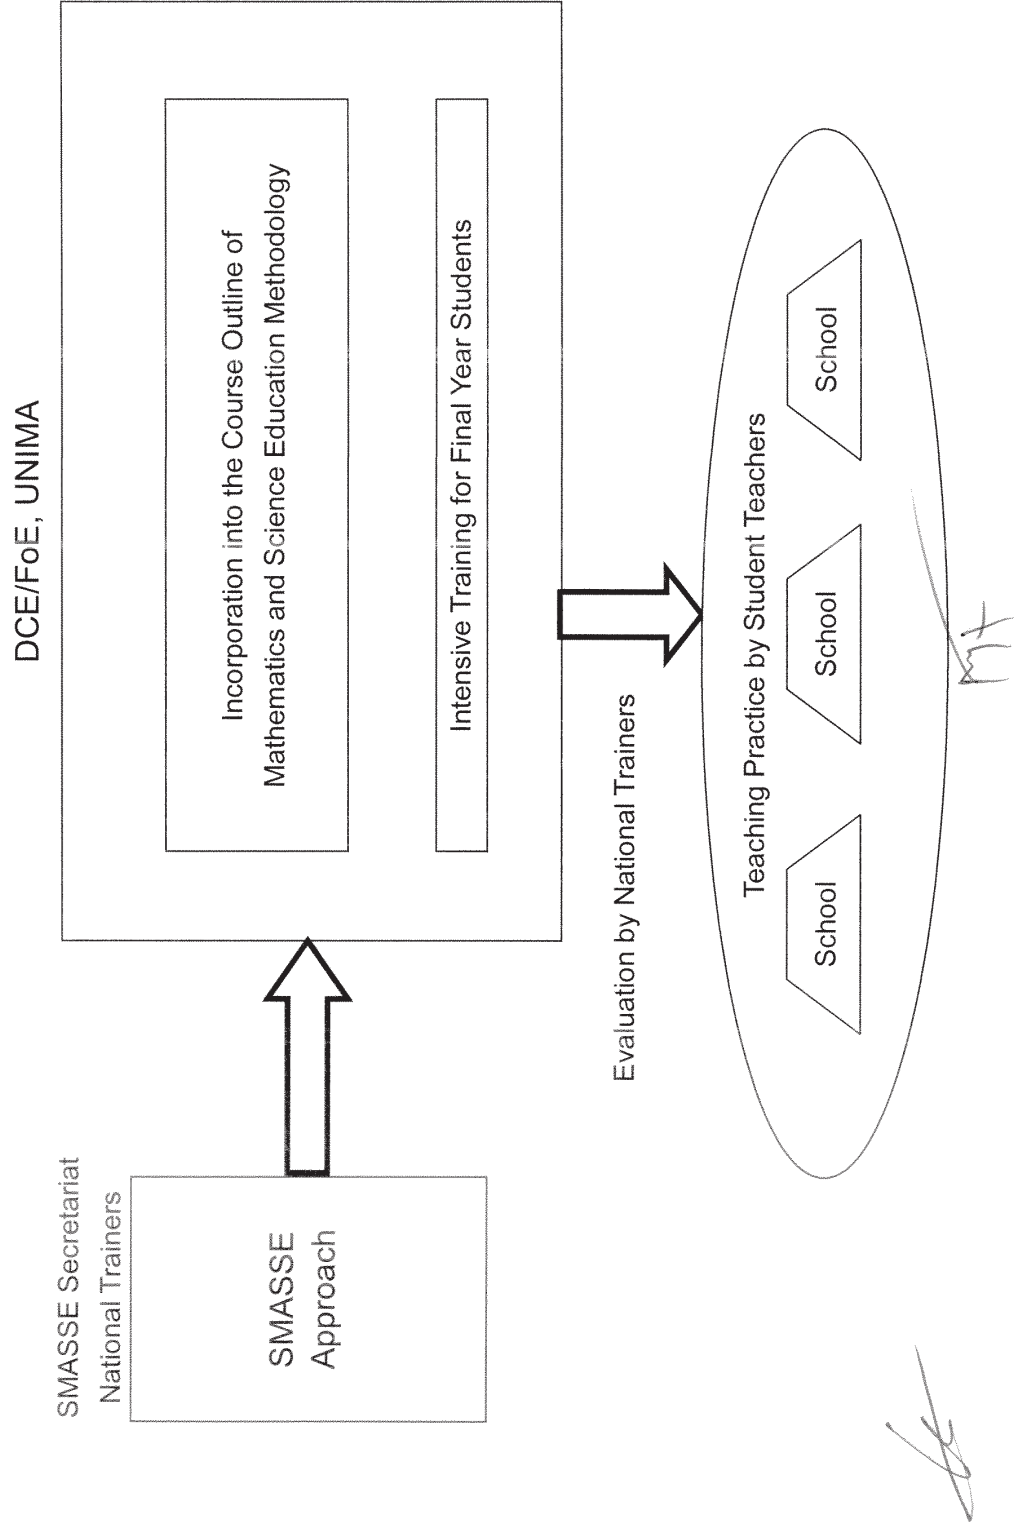 DCE/FoE, UNIMA
SMASSE Secretariat
National Trainers
SMASSE
Approach
Incorporation into the Course Outline of
Mathematics and Science Education Methodology
Intensive Training for Final Year Students
Evaluation by National Trainers
Teaching Practice by Student Teachers
School
School
School